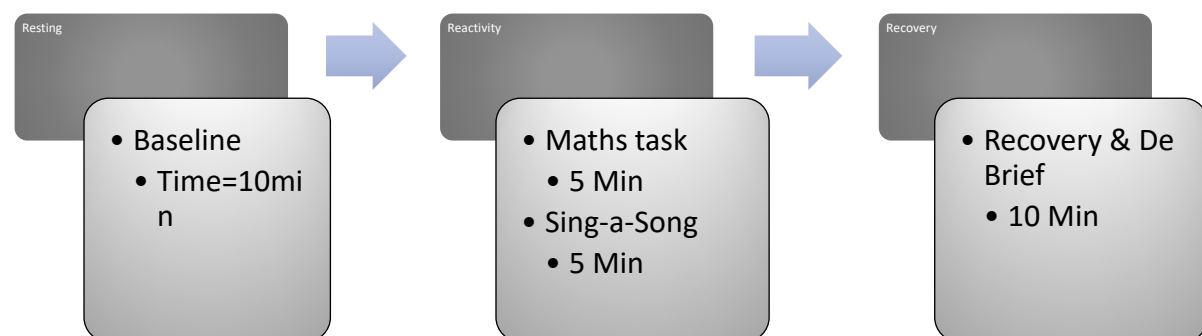 Resting
• Baseline
• Time=10mi
n
Reactivity
• Maths task
• 5 Min
• Sing-a-Song
• 5 Min
Recovery
• Recovery & De
Brief
• 10 Min